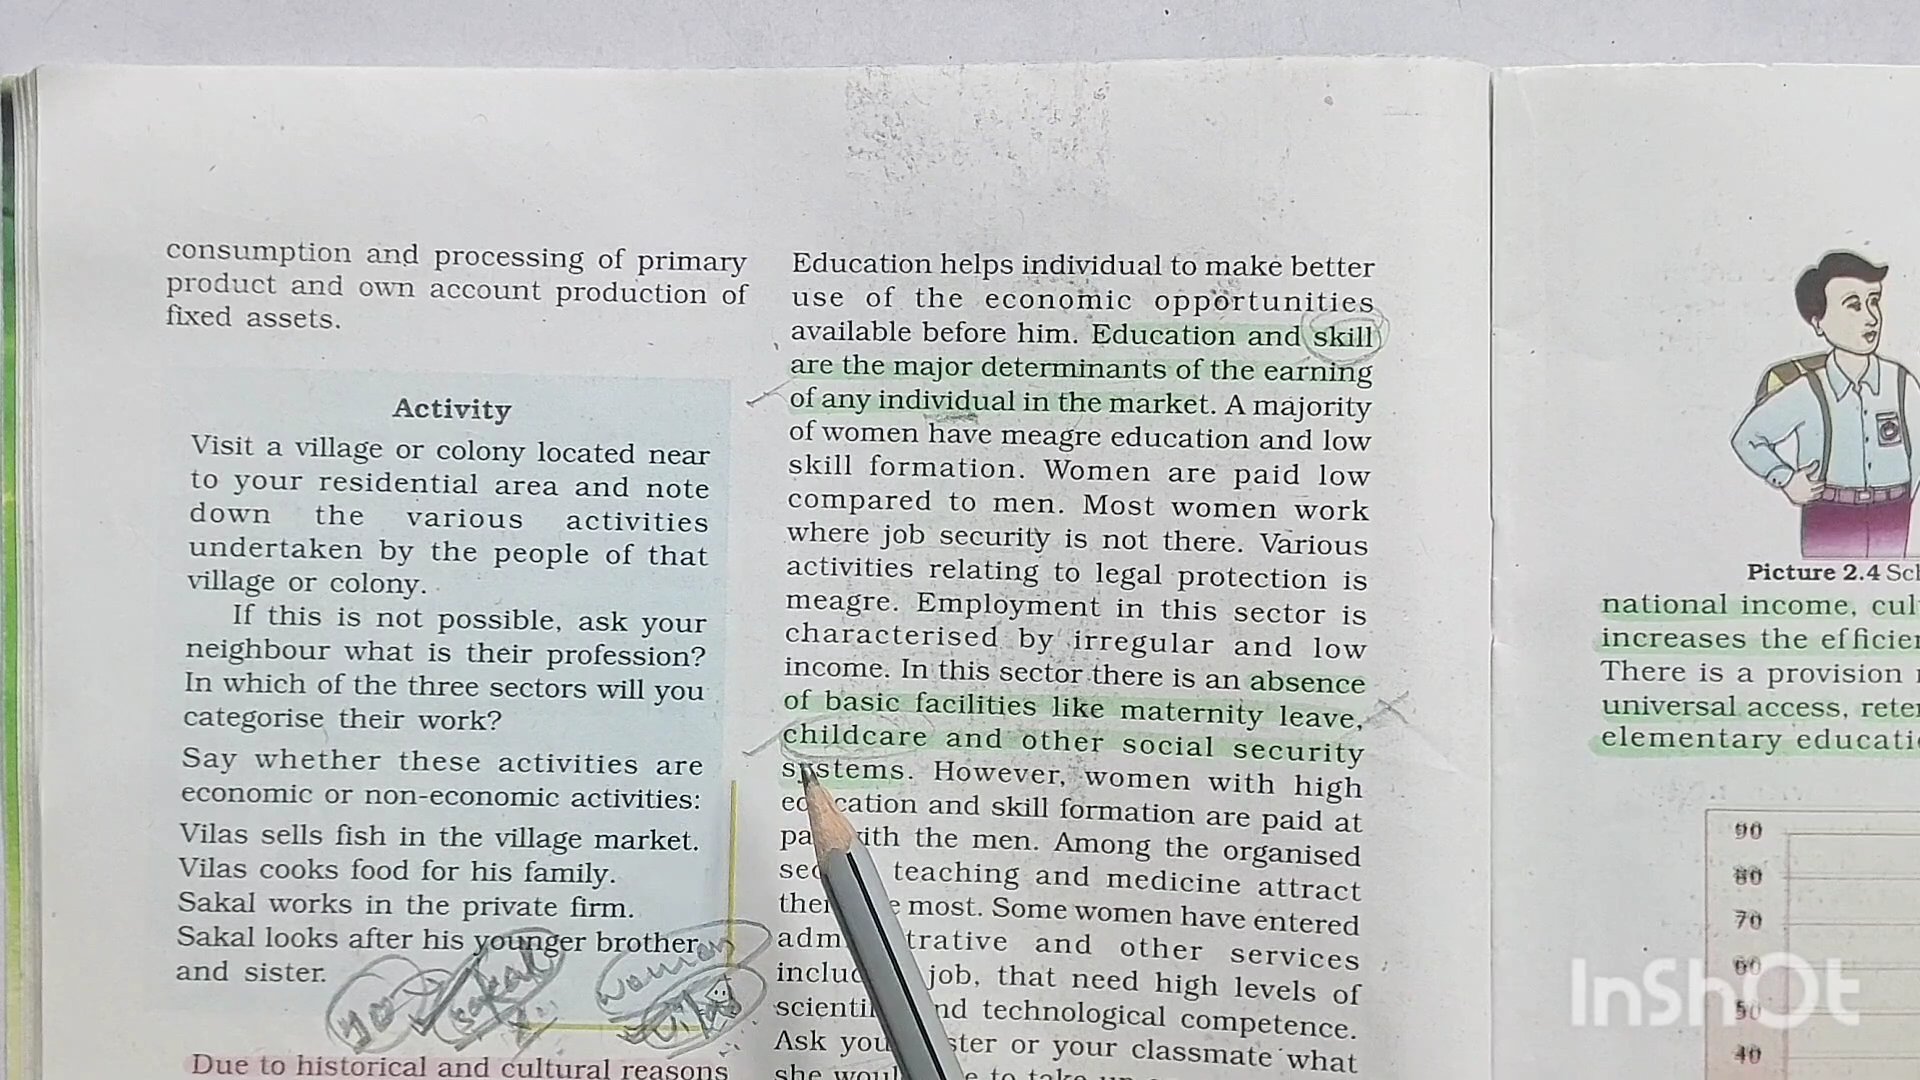 consumption and processing of primary
product and own account production of
fixed assets.
Activity
Visit a village or colony located near
to your residential area and note
down the various activities
undertaken by the people of that
village or colony.
If this is not possible, ask your
neighbour what is their profession?
In which of the three sectors will you
categorise their work?
Say whether these activities are
economic or non-economic activities:
Vilas sells fish in the village market.
Vilas cooks food for his family.
Sakal works in the private firm.
Sakal looks after his younger brother
and sister.
sakal
woman
Due to historical and cultural reasons
Education helps individual to make better
use of the economic opportunities
available before him. Education and skill
are the major determinants of the earning
of any individual in the market. A majority
of women have meagre education and low
skill formation. Women are paid low
compared to men. Most women work
where job security is not there. Various
activities relating to legal protection is
meagre. Employment in this sector is
characterised by irregular and low
income. In this sector there is an absence
of basic facilities like maternity leave,
childcare and other social security
systems. However, women with high
education and skill formation are paid at
with the men. Among the organised
teaching and medicine attract
most. Some women have entered
and other services
job, that need high levels of
technological competence.
Ask or your classmate what
she to take
Picture 2.4
national income,
increases the
There is a provision
universal access,
elementary
90
80
70
60
50
40
InShOt